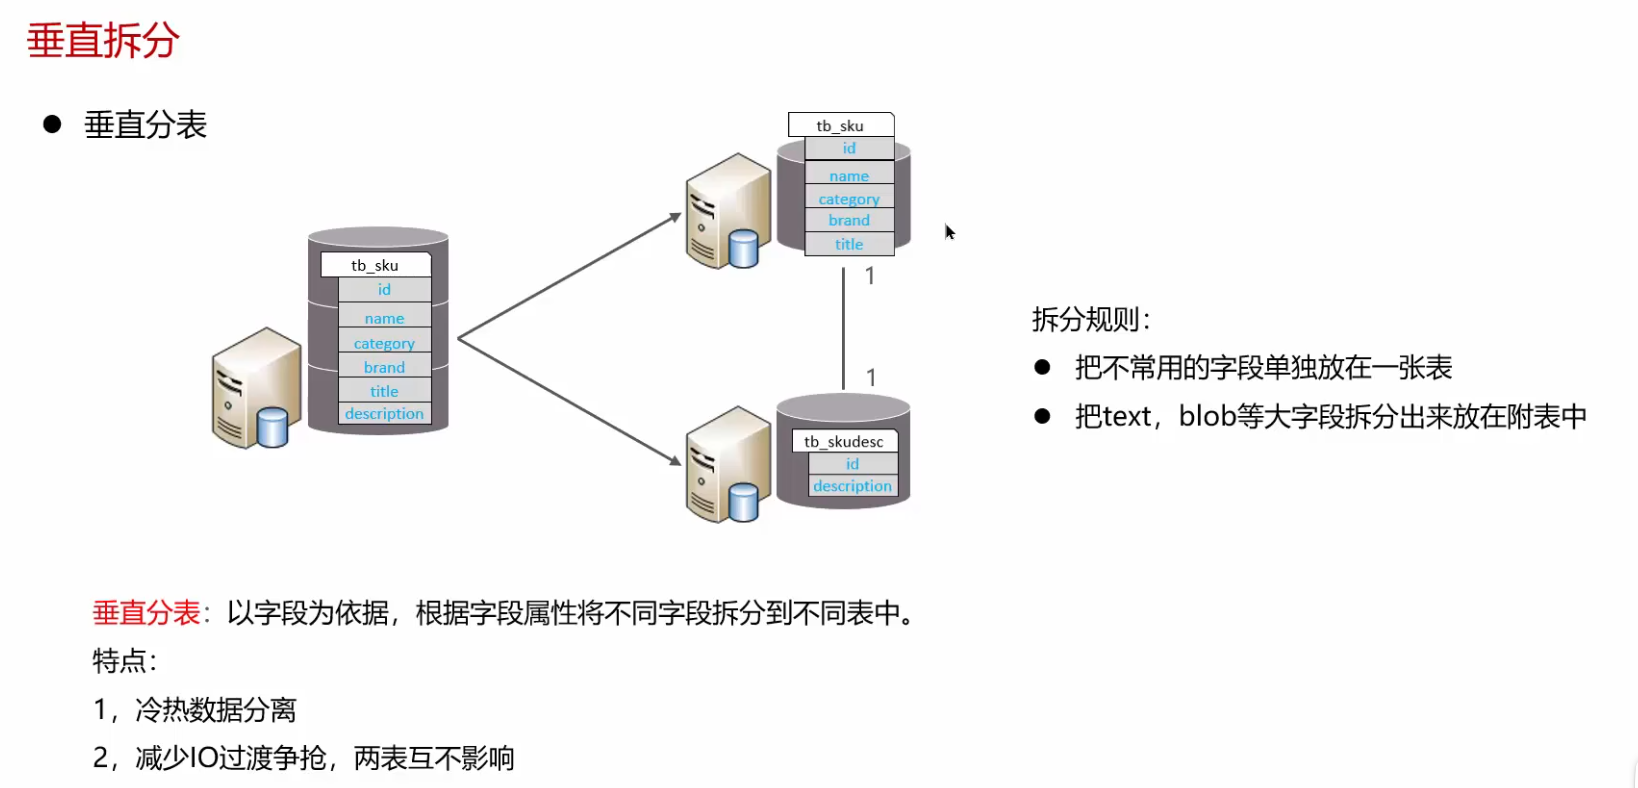 垂直拆分
● 垂直分表
tb_sku
id
name
category
brand
title
description
tb_sku
id
name
category
brand
title
1
1
tb_skudesc
id
description
拆分规则：
● 把不常用的字段单独放在一张表
● 把text，blob等大字段拆分出来放在附表中
垂直分表：以字段为依据，根据字段属性将不同字段拆分到不同表中。
特点：
1，冷热数据分离
2，减少IO过渡争抢，两表互不影响